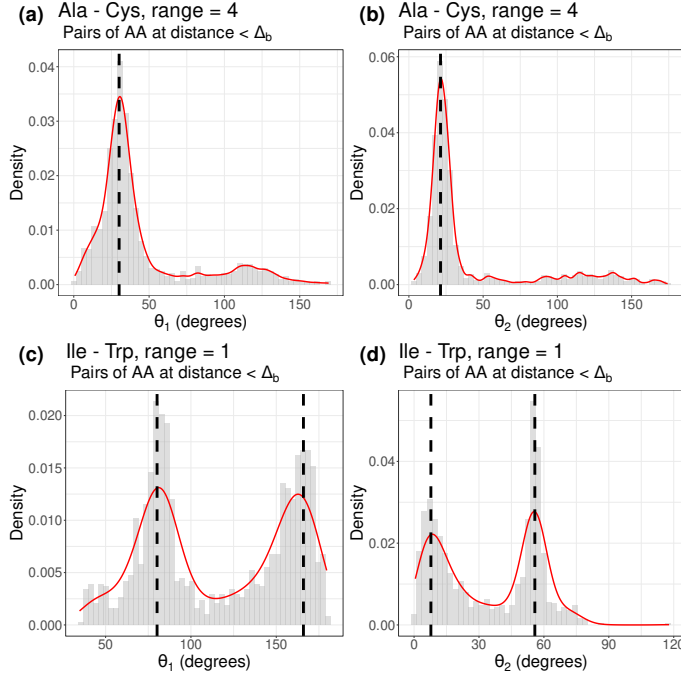 (a) Ala - Cys, range = 4
Pairs of AA at distance < Δb
Density
0.04
0.03
0.02
0.01
0.00
0 50 100 150
θ1 (degrees)
(b) Ala - Cys, range = 4
Pairs of AA at distance < Δb
Density
0.06
0.04
0.02
0.00
0 50 100 150
θ2 (degrees)
(c) Ile - Trp, range = 1
Pairs of AA at distance < Δb
Density
0.020
0.015
0.010
0.005
0.000
50 100 150
θ1 (degrees)
(d) Ile - Trp, range = 1
Pairs of AA at distance < Δb
Density
0.04
0.02
0.00
0 30 60 90 120
θ2 (degrees)